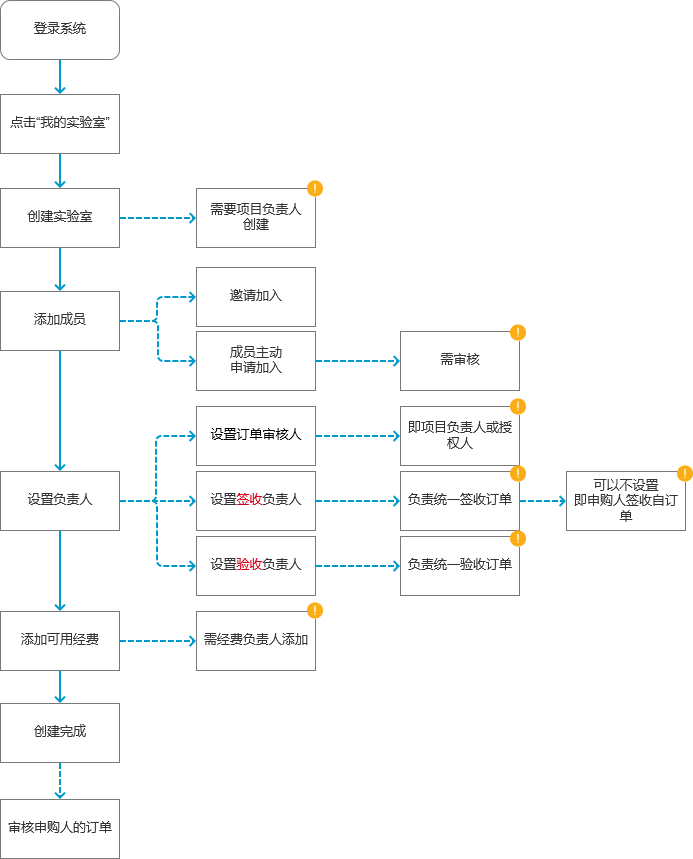 登录系统
点击“我的实验室”
创建实验室
需要项目负责人
创建
添加成员
邀请加入
成员主动
申请加入
需审核
设置负责人
设置订单审核人
即项目负责人或授
权人
设置签收负责人
负责统一签收订单
可以不设置
即申购人签收自订
单
设置验收负责人
负责统一验收订单
添加可用经费
需经费负责人添加
创建完成
审核申购人的订单